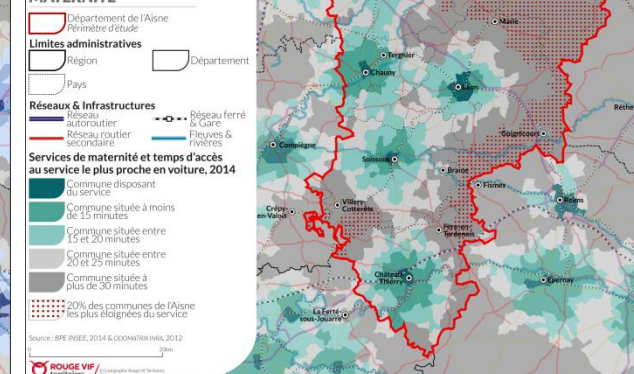 MATERNITÉ
Département de l'Aisne
Périmètre d'étude
Limites administratives
Région
Département
Pays
Réseaux & Infrastructures
Réseau autoroutier
Réseau ferré & Gare
Réseau routier secondaire
Fleuves & rivières
Services de maternité et temps d'accès
au service le plus proche en voiture, 2014
Commune disposant
du service
Commune située à moins
de 15 minutes
Commune située entre
15 et 20 minutes
Commune située entre
20 et 25 minutes
Commune située à
plus de 30 minutes
20% des communes de l'Aisne
les plus éloignées du service
Source : BPE INSEE, 2014 & ODOMATRIX INRA, 2012
0 20km
ROUGE VIF
territoires
Marle
Tergnier
Chauny
Laon
Guignicourt
Rethe
Compiègne
Soissons
Braine
Fismes
Reims
Crépy-
en-Valois
Villers-
Cotterêts
Fère-en-
Tardenois
Château-
Thierry
Epernay
La Ferté-
sous-Jouarre